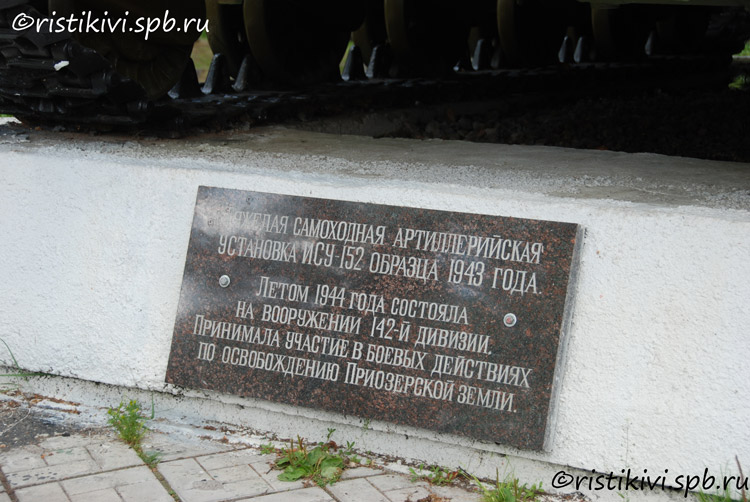 ©ristikivi.spb.ru
ТЯЖЕЛАЯ САМОХОДНАЯ АРТИЛЛЕРИЙСКАЯ
УСТАНОВКА ИСУ-152 ОБРАЗЦА 1943 ГОДА.
ЛЕТОМ 1944 ГОДА СОСТОЯЛА
НА ВООРУЖЕНИИ 142-Й ДИВИЗИИ.
ПРИНИМАЛА УЧАСТИЕ В БОЕВЫХ ДЕЙСТВИЯХ
ПО ОСВОБОЖДЕНИЮ ПРИОЗЕРСКОЙ ЗЕМЛИ.
©ristikivi.spb.ru